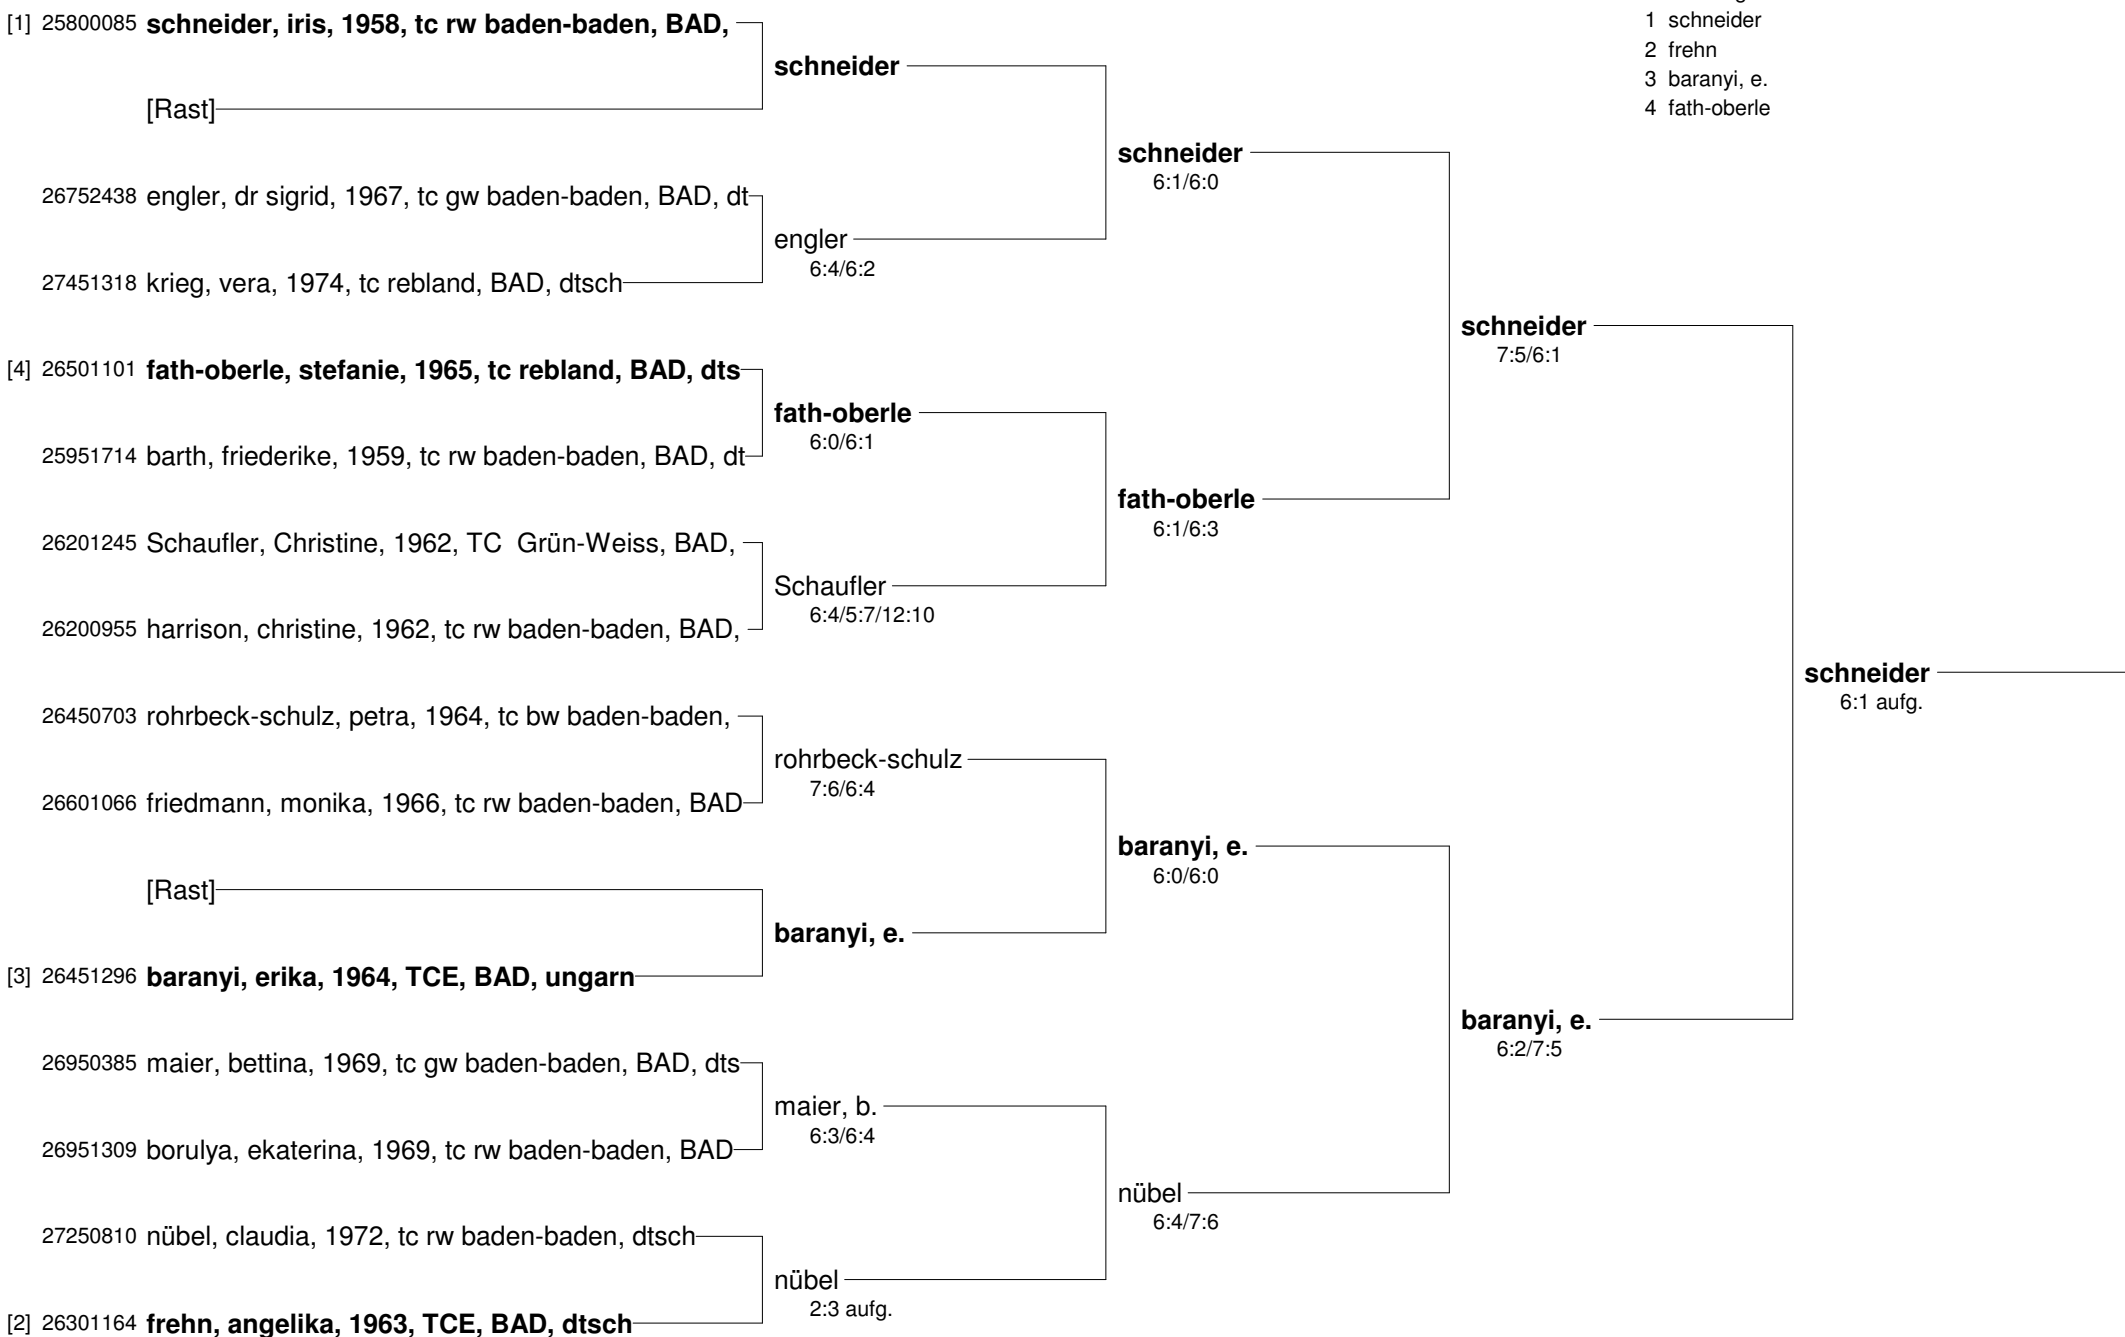 [1] 25800085 schneider, iris, 1958, tc rw baden-baden, BAD,
[Rast]
26752438 engler, dr sigrid, 1967, tc gw baden-baden, BAD, dt
27451318 krieg, vera, 1974, tc rebland, BAD, dtsch
[4] 26501101 fath-oberle, stefanie, 1965, tc rebland, BAD, dts
25951714 barth, friederike, 1959, tc rw baden-baden, BAD, dt
26201245 Schaufler, Christine, 1962, TC Grün-Weiss, BAD,
26200955 harrison, christine, 1962, tc rw baden-baden, BAD,
26450703 rohrbeck-schulz, petra, 1964, tc bw baden-baden,
26601066 friedmann, monika, 1966, tc rw baden-baden, BAD
[Rast]
[3] 26451296 baranyi, erika, 1964, TCE, BAD, ungarn
26950385 maier, bettina, 1969, tc gw baden-baden, BAD, dts
26951309 borulya, ekaterina, 1969, tc rw baden-baden, BAD
27250810 nübel, claudia, 1972, tc rw baden-baden, dtsch
[2] 26301164 frehn, angelika, 1963, TCE, BAD, dtsch
schneider
engler
6:4/6:2
fath-oberle
6:0/6:1
Schaufler
6:4/5:7/12:10
rohrbeck-schulz
7:6/6:4
baranyi, e.
maier, b.
6:3/6:4
nübel
2:3 aufg.
schneider
6:1/6:0
fath-oberle
6:1/6:3
baranyi, e.
6:0/6:0
nübel
6:4/7:6
schneider
7:5/6:1
baranyi, e.
6:2/7:5
schneider
6:1 aufg.
1 schneider
2 frehn
3 baranyi, e.
4 fath-oberle